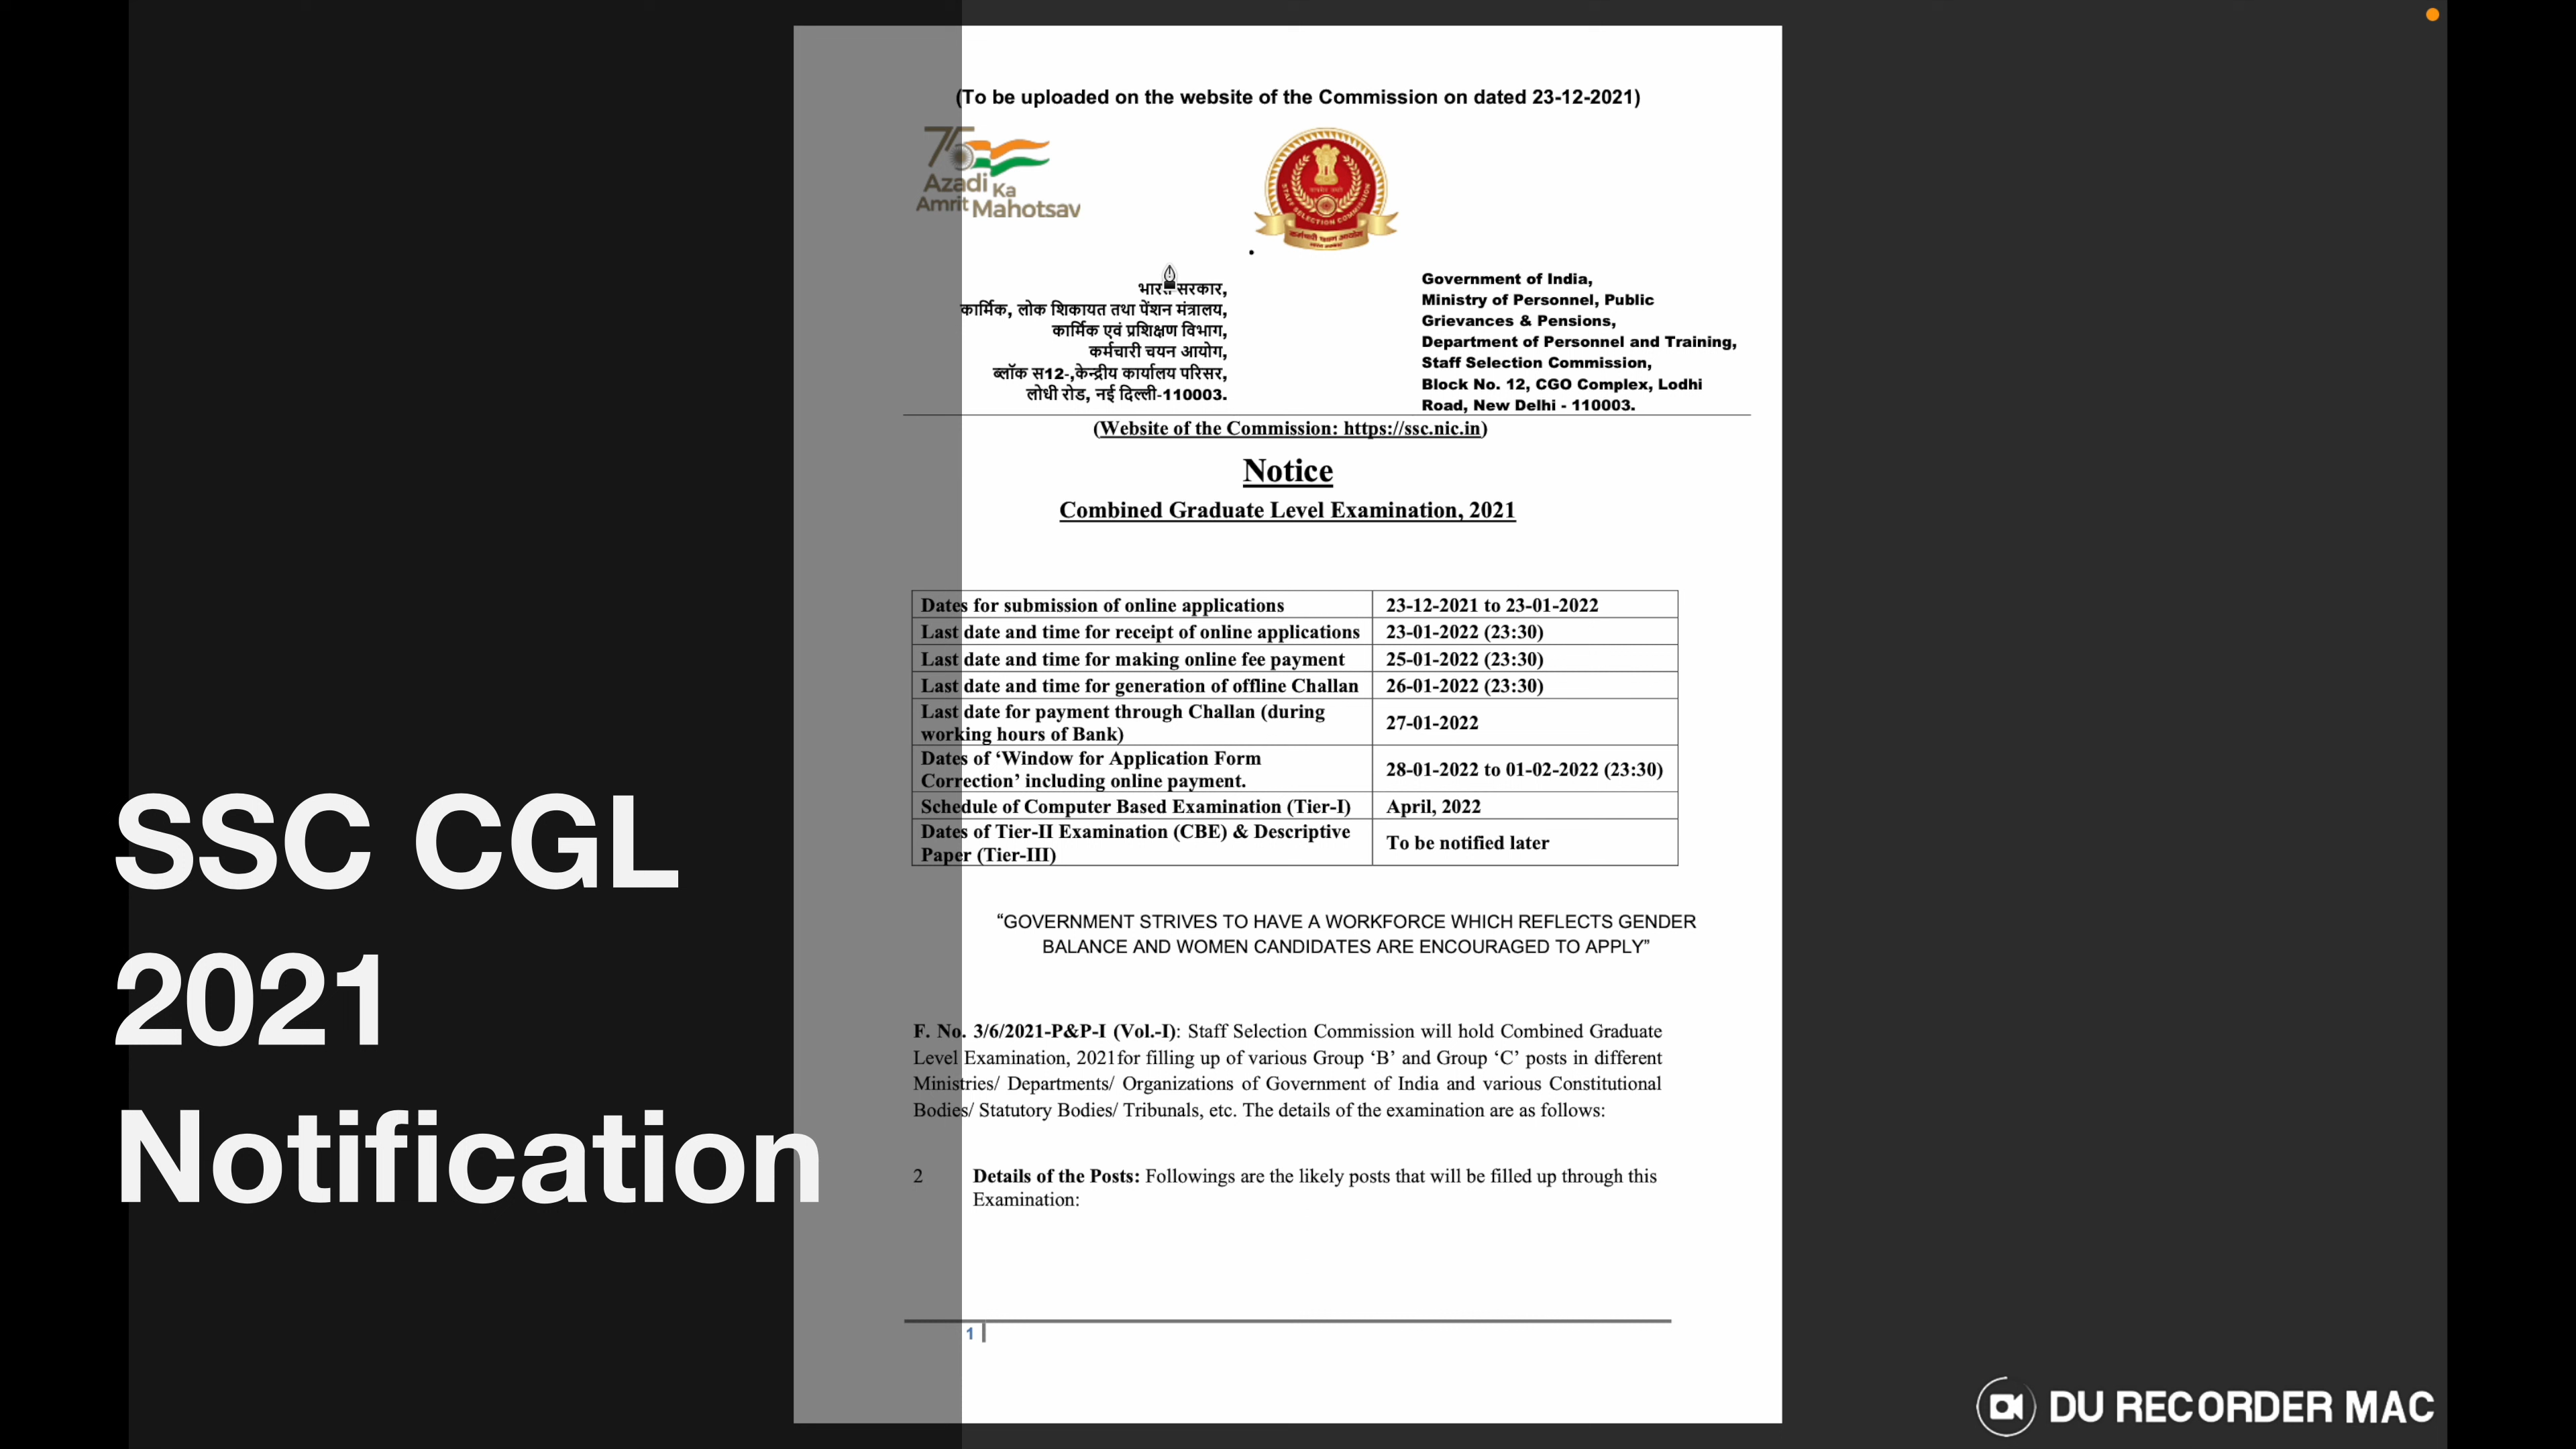 SSC CGL
2021
Notification
(To be uploaded on the website of the Commission on dated 23-12-2021)
75
Azadi Ka
Amrit Mahotsav
STAFF SELECTION COMMISSION
कर्मचारी चयन आयोग
भारत सरकार,
कार्मिक, लोक शिकायत तथा पेंशन मंत्रालय,
कार्मिक एवं प्रशिक्षण विभाग,
कर्मचारी चयन आयोग,
ब्लॉक स12-,केन्द्रीय कार्यालय परिसर,
लोधी रोड, नई दिल्ली-110003.
Government of India,
Ministry of Personnel, Public
Grievances & Pensions,
Department of Personnel and Training,
Staff Selection Commission,
Block No. 12, CGO Complex, Lodhi
Road, New Delhi - 110003.
(Website of the Commission: https://ssc.nic.in)
Notice
Combined Graduate Level Examination, 2021
Dates for submission of online applications 23-12-2021 to 23-01-2022
Last date and time for receipt of online applications 23-01-2022 (23:30)
Last date and time for making online fee payment 25-01-2022 (23:30)
Last date and time for generation of offline Challan 26-01-2022 (23:30)
Last date for payment through Challan (during
working hours of Bank) 27-01-2022
Dates of ‘Window for Application Form
Correction’ including online payment. 28-01-2022 to 01-02-2022 (23:30)
Schedule of Computer Based Examination (Tier-I) April, 2022
Dates of Tier-II Examination (CBE) & Descriptive
Paper (Tier-III) To be notified later
“GOVERNMENT STRIVES TO HAVE A WORKFORCE WHICH REFLECTS GENDER
BALANCE AND WOMEN CANDIDATES ARE ENCOURAGED TO APPLY”
F. No. 3/6/2021-P&P-I (Vol.-I): Staff Selection Commission will hold Combined Graduate
Level Examination, 2021for filling up of various Group ‘B’ and Group ‘C’ posts in different
Ministries/ Departments/ Organizations of Government of India and various Constitutional
Bodies/ Statutory Bodies/ Tribunals, etc. The details of the examination are as follows:
2 Details of the Posts: Followings are the likely posts that will be filled up through this
Examination:
1
DU RECORDER MAC